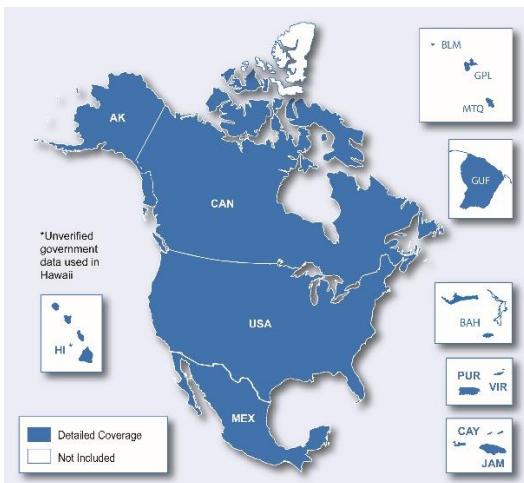 BLM
GPL
MTQ
AK
GUF
CAN
*Unverified
government
data used in
Hawaii
BAH
USA
HI
PUR
VIR
MEX
CAY
JAM
Detailed Coverage
Not Included